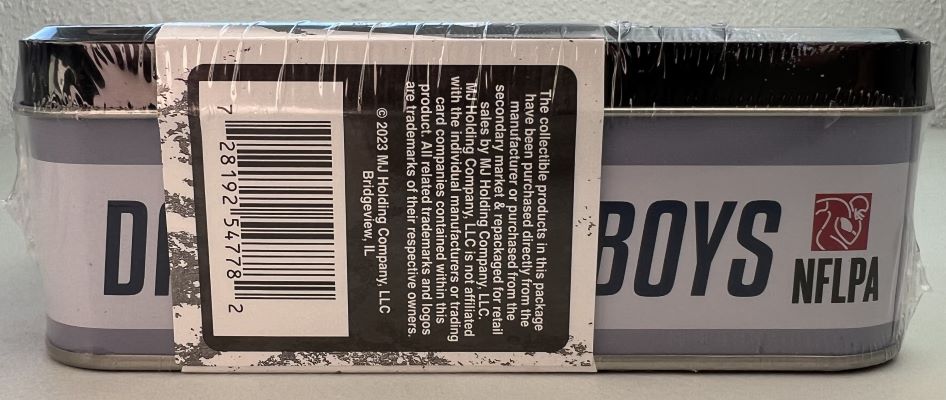 The collectible products in this package
have been purchased directly from the
manufacturer or purchased from the
secondary market & repackaged for retail
sales by MJ Holding Company, LLC.
MJ Holding Company, LLC is not affiliated
with the individual manufacturers or trading
card companies contained within this
product. All related trademarks and logos
are trademarks of their respective owners.
© 2023 MJ Holding Company, LLC
Bridgeview, IL
7 28192 54778 2
BOYS
NFLPA